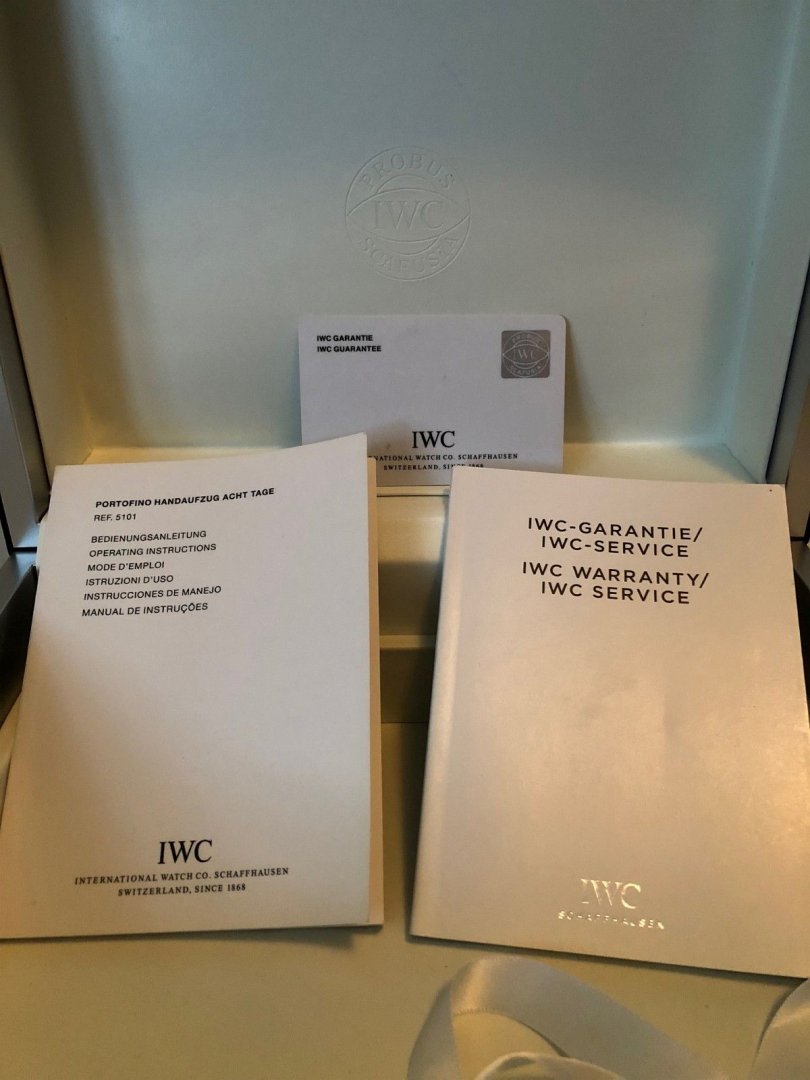 PROBUS
IWC
SCAFUSIA
IWC GARANTIE
IWC GUARANTEE
PROBUS
IWC
SCAFUSIA
IWC
NATIONAL WATCH CO. SCHAFFHAUSEN
SWITZERLAND, SINCE 1868
PORTOFINO HANDAUFZUG ACHT TAGE
REF. 5101
BEDIENUNGSANLEITUNG
OPERATING INSTRUCTIONS
MODE D'EMPLOI
ISTRUZIONI D'USO
INSTRUCCIONES DE MANEJO
MANUAL DE INSTRUÇÕES
IWC
INTERNATIONAL WATCH CO. SCHAFFHAUSEN
SWITZERLAND, SINCE 1868
IWC-GARANTIE/
IWC-SERVICE
IWC WARRANTY/
IWC SERVICE
IWC
SCHAFFHAUSEN